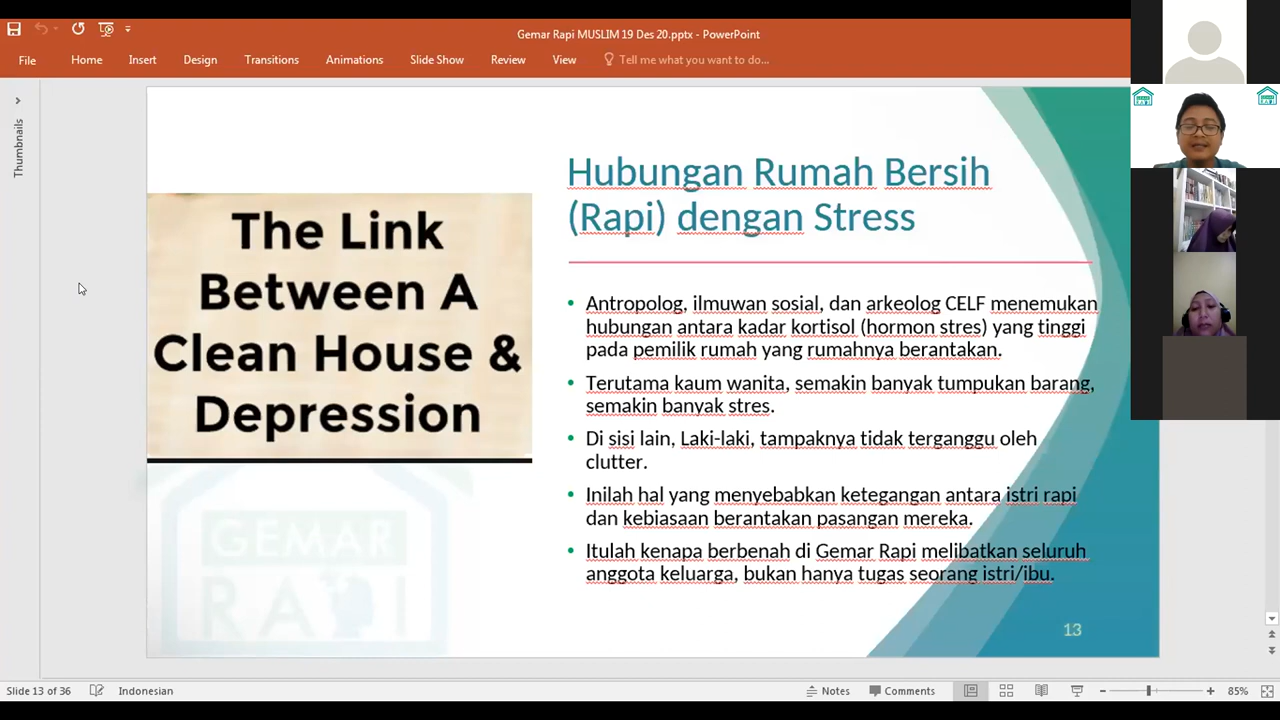 Gemar Rapi MUSLIM 19 Des 20.pptx - PowerPoint
File Home Insert Design Transitions Animations Slide Show Review View Tell me what you want to do...
Thumbnails
The Link
Between A
Clean House &
Depression
GEMAR
RAPI
Hubungan Rumah Bersih
(Rapi) dengan Stress
• Antropolog, ilmuwan sosial, dan arkeolog CELF menemukan
hubungan antara kadar kortisol (hormon stres) yang tinggi
pada pemilik rumah yang rumahnya berantakan.
• Terutama kaum wanita, semakin banyak tumpukan barang,
semakin banyak stres.
• Di sisi lain, Laki-laki, tampaknya tidak terganggu oleh
clutter.
• Inilah hal yang menyebabkan ketegangan antara istri rapi
dan kebiasaan berantakan pasangan mereka.
• Itulah kenapa berbenah di Gemar Rapi melibatkan seluruh
anggota keluarga, bukan hanya tugas seorang istri/ibu.
13
Slide 13 of 36 Indonesian Notes Comments 85%